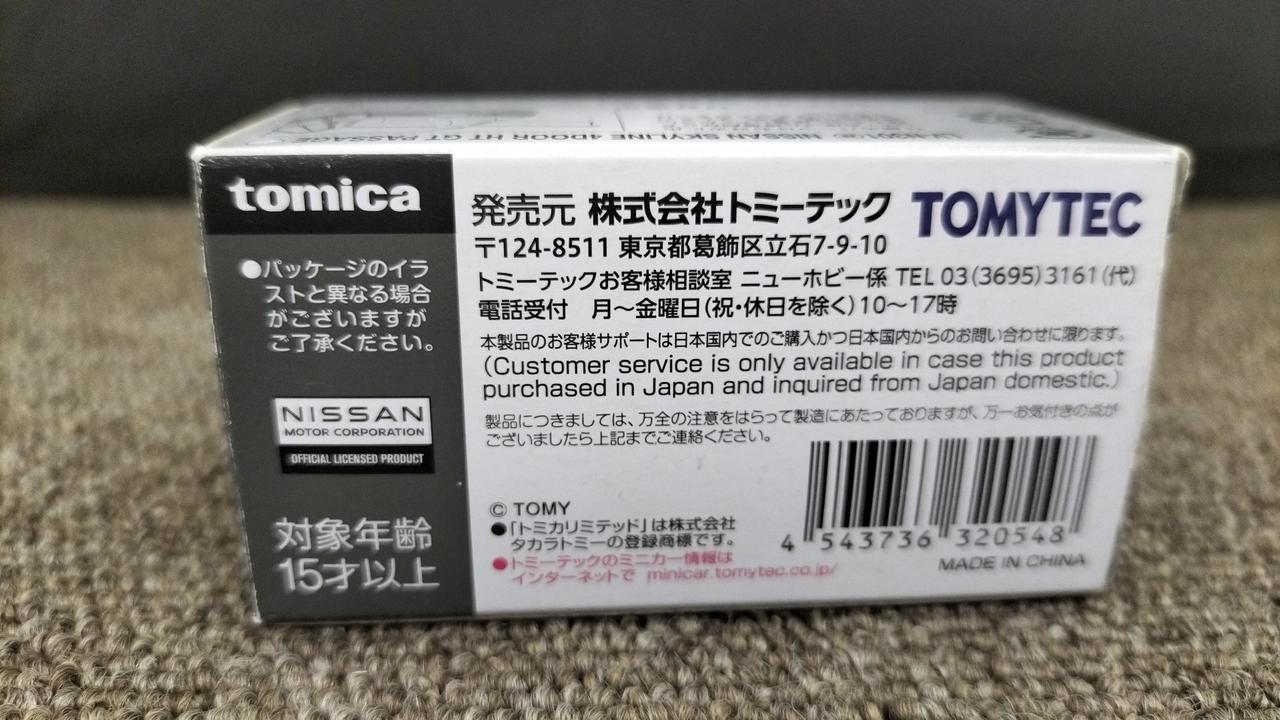 NISSAN SKYLINE 4DOOR HT GT PASSAGE
tomica
●パッケージのイラ
ストと異なる場合
がございますが
ご了承ください。
NISSAN
MOTOR CORPORATION
OFFICIAL LICENSED PRODUCT
対象年齢
15才以上
発売元 株式会社トミーテック TOMYTEC
〒124-8511 東京都葛飾区立石7-9-10
トミーテックお客様相談室 ニューホビー係 TEL 03(3695)3161(代)
電話受付 月〜金曜日(祝・休日を除く)10〜17時
本製品のお客様サポートは日本国内でのご購入かつ日本国内からのお問い合わせに限ります。
(Customer service is only available in case this product
purchased in Japan and inquired from Japan domestic.)
製品につきましては、万全の注意をはらって製造にあたっておりますが、万一お気付きの点が
ございましたら上記までご連絡ください。
© TOMY
●「トミカリミテッド」は株式会社
タカラトミーの登録商標です。
●トミーテックのミニカー情報は
インターネットで minicar.tomytec.co.jp/
4 543736 320548
MADE IN CHINA